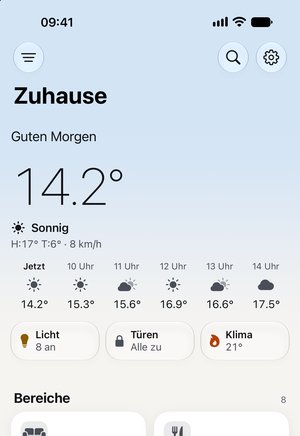 09:41
Zuhause
Guten Morgen
14.2°
Sonnig
H:17° T:6° · 8 km/h
Jetzt 10 Uhr 11 Uhr 12 Uhr 13 Uhr 14 Uhr
14.2° 15.3° 15.6° 16.9° 16.6° 17.5°
Licht
8 an
Türen
Alle zu
Klima
21°
Bereiche 8